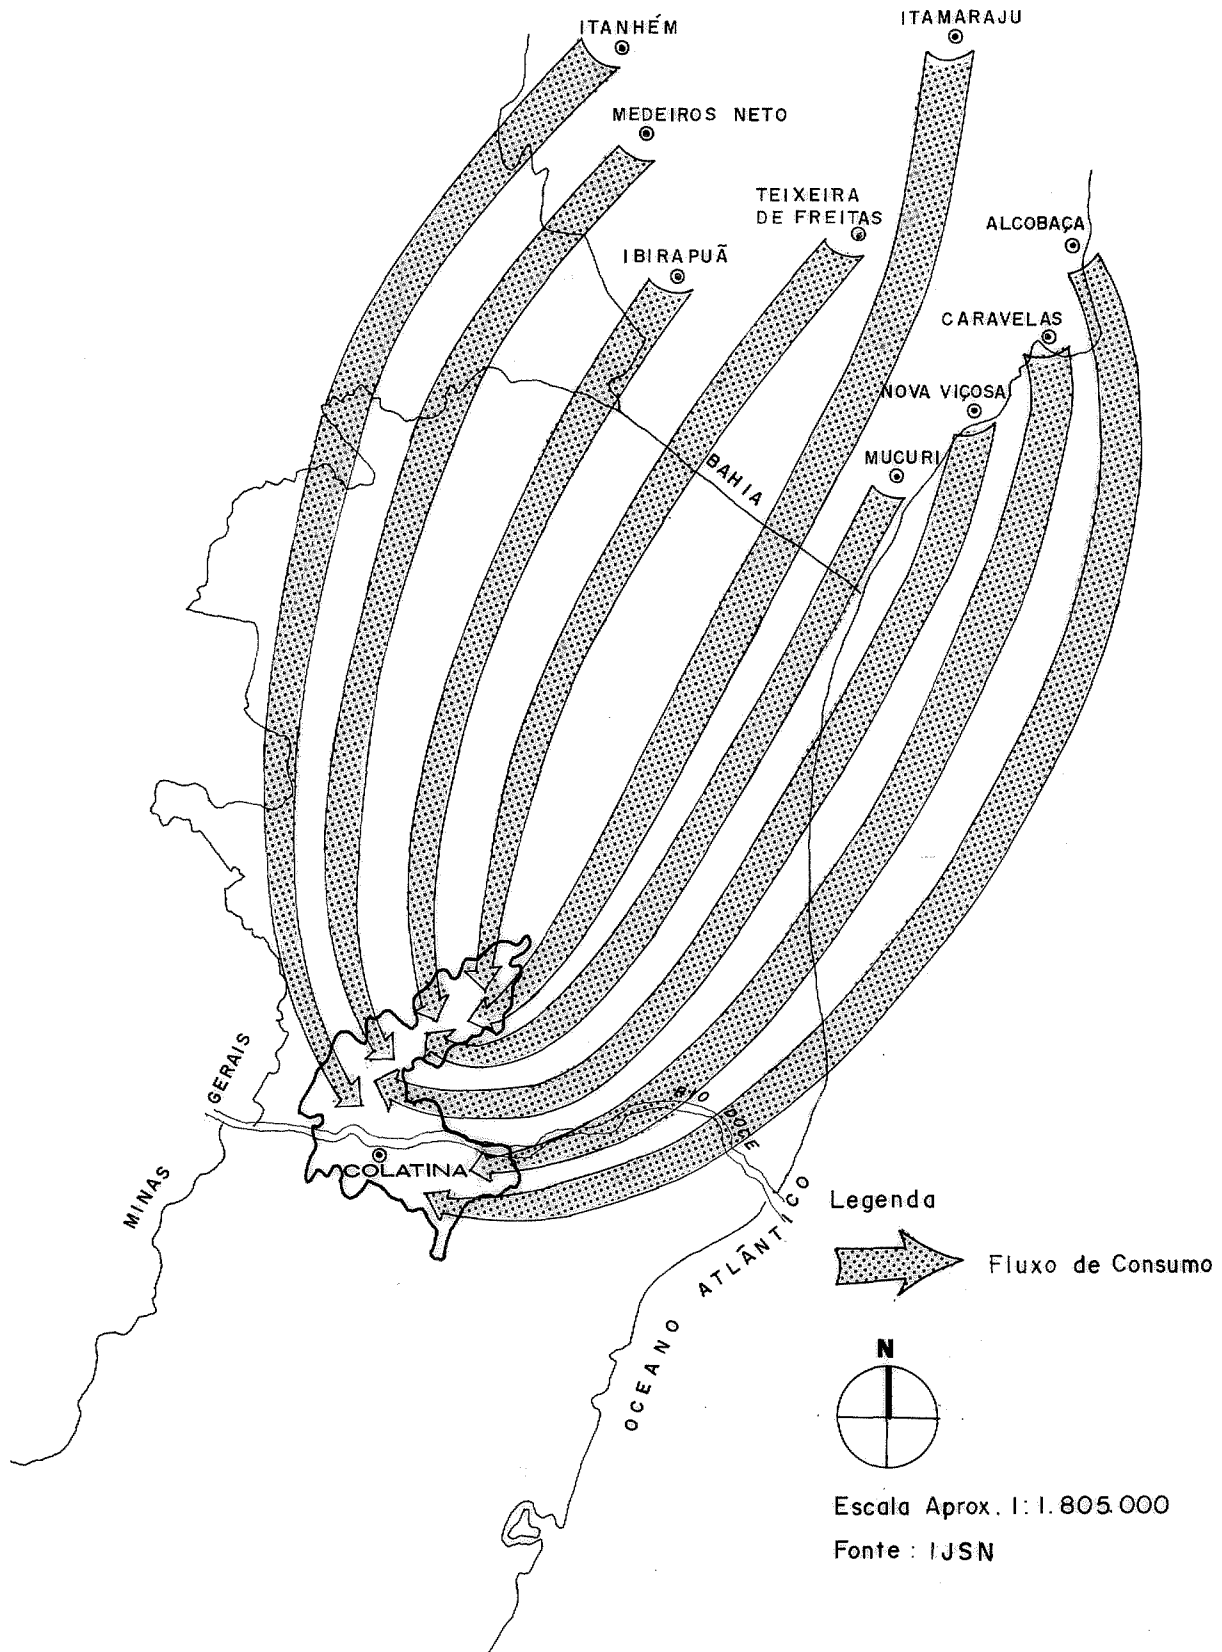 ITANHÉM
ITAMARAJU
MEDEIROS NETO
TEIXEIRA
DE FREITAS
ALCOBAÇA
IBIRAPUÃ
CARAVELAS
NOVA VIÇOSA
MUCURI
BAHIA
GERAIS
RIO DOCE
COLATINA
MINAS
OCEANO ATLÂNTICO
Legenda
Fluxo de Consumo
N
Escala Aprox. 1:1.805.000
Fonte : IJSN